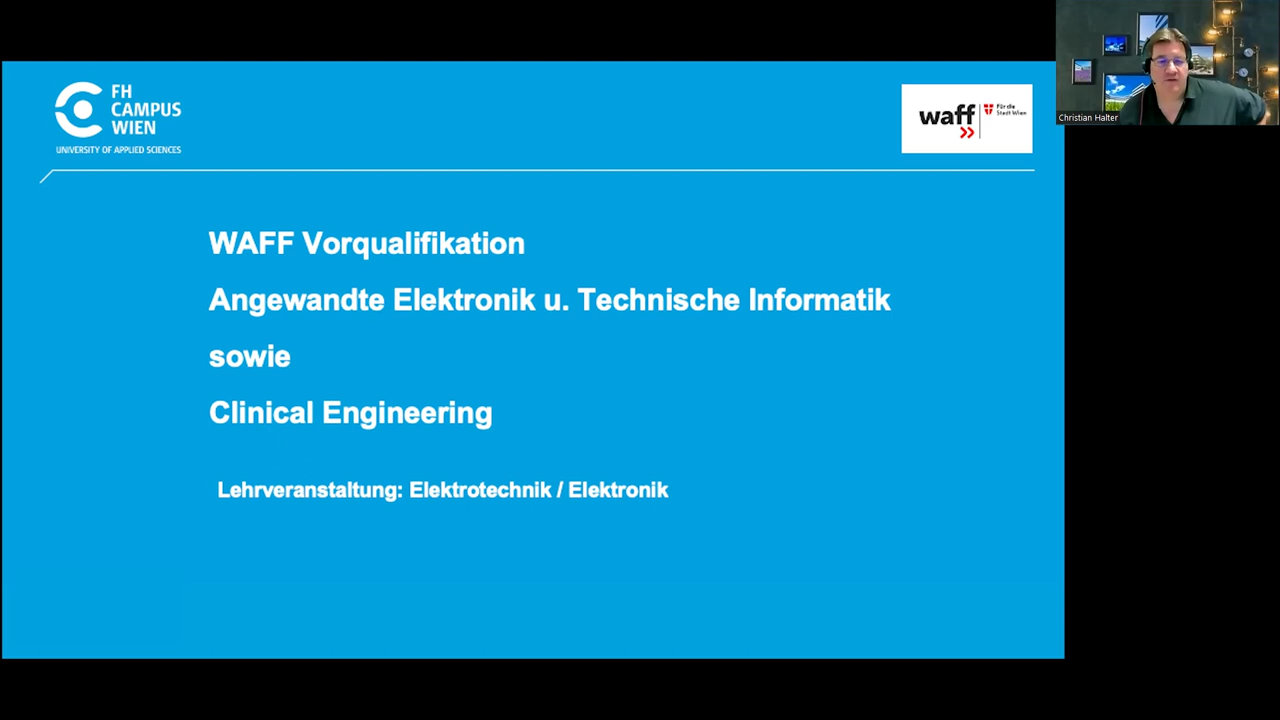 FH
CAMPUS
WIEN
UNIVERSITY OF APPLIED SCIENCES
waff
Für die
Stadt Wien
Christian Halter
WAFF Vorqualifikation
Angewandte Elektronik u. Technische Informatik
sowie
Clinical Engineering
Lehrveranstaltung: Elektrotechnik / Elektronik